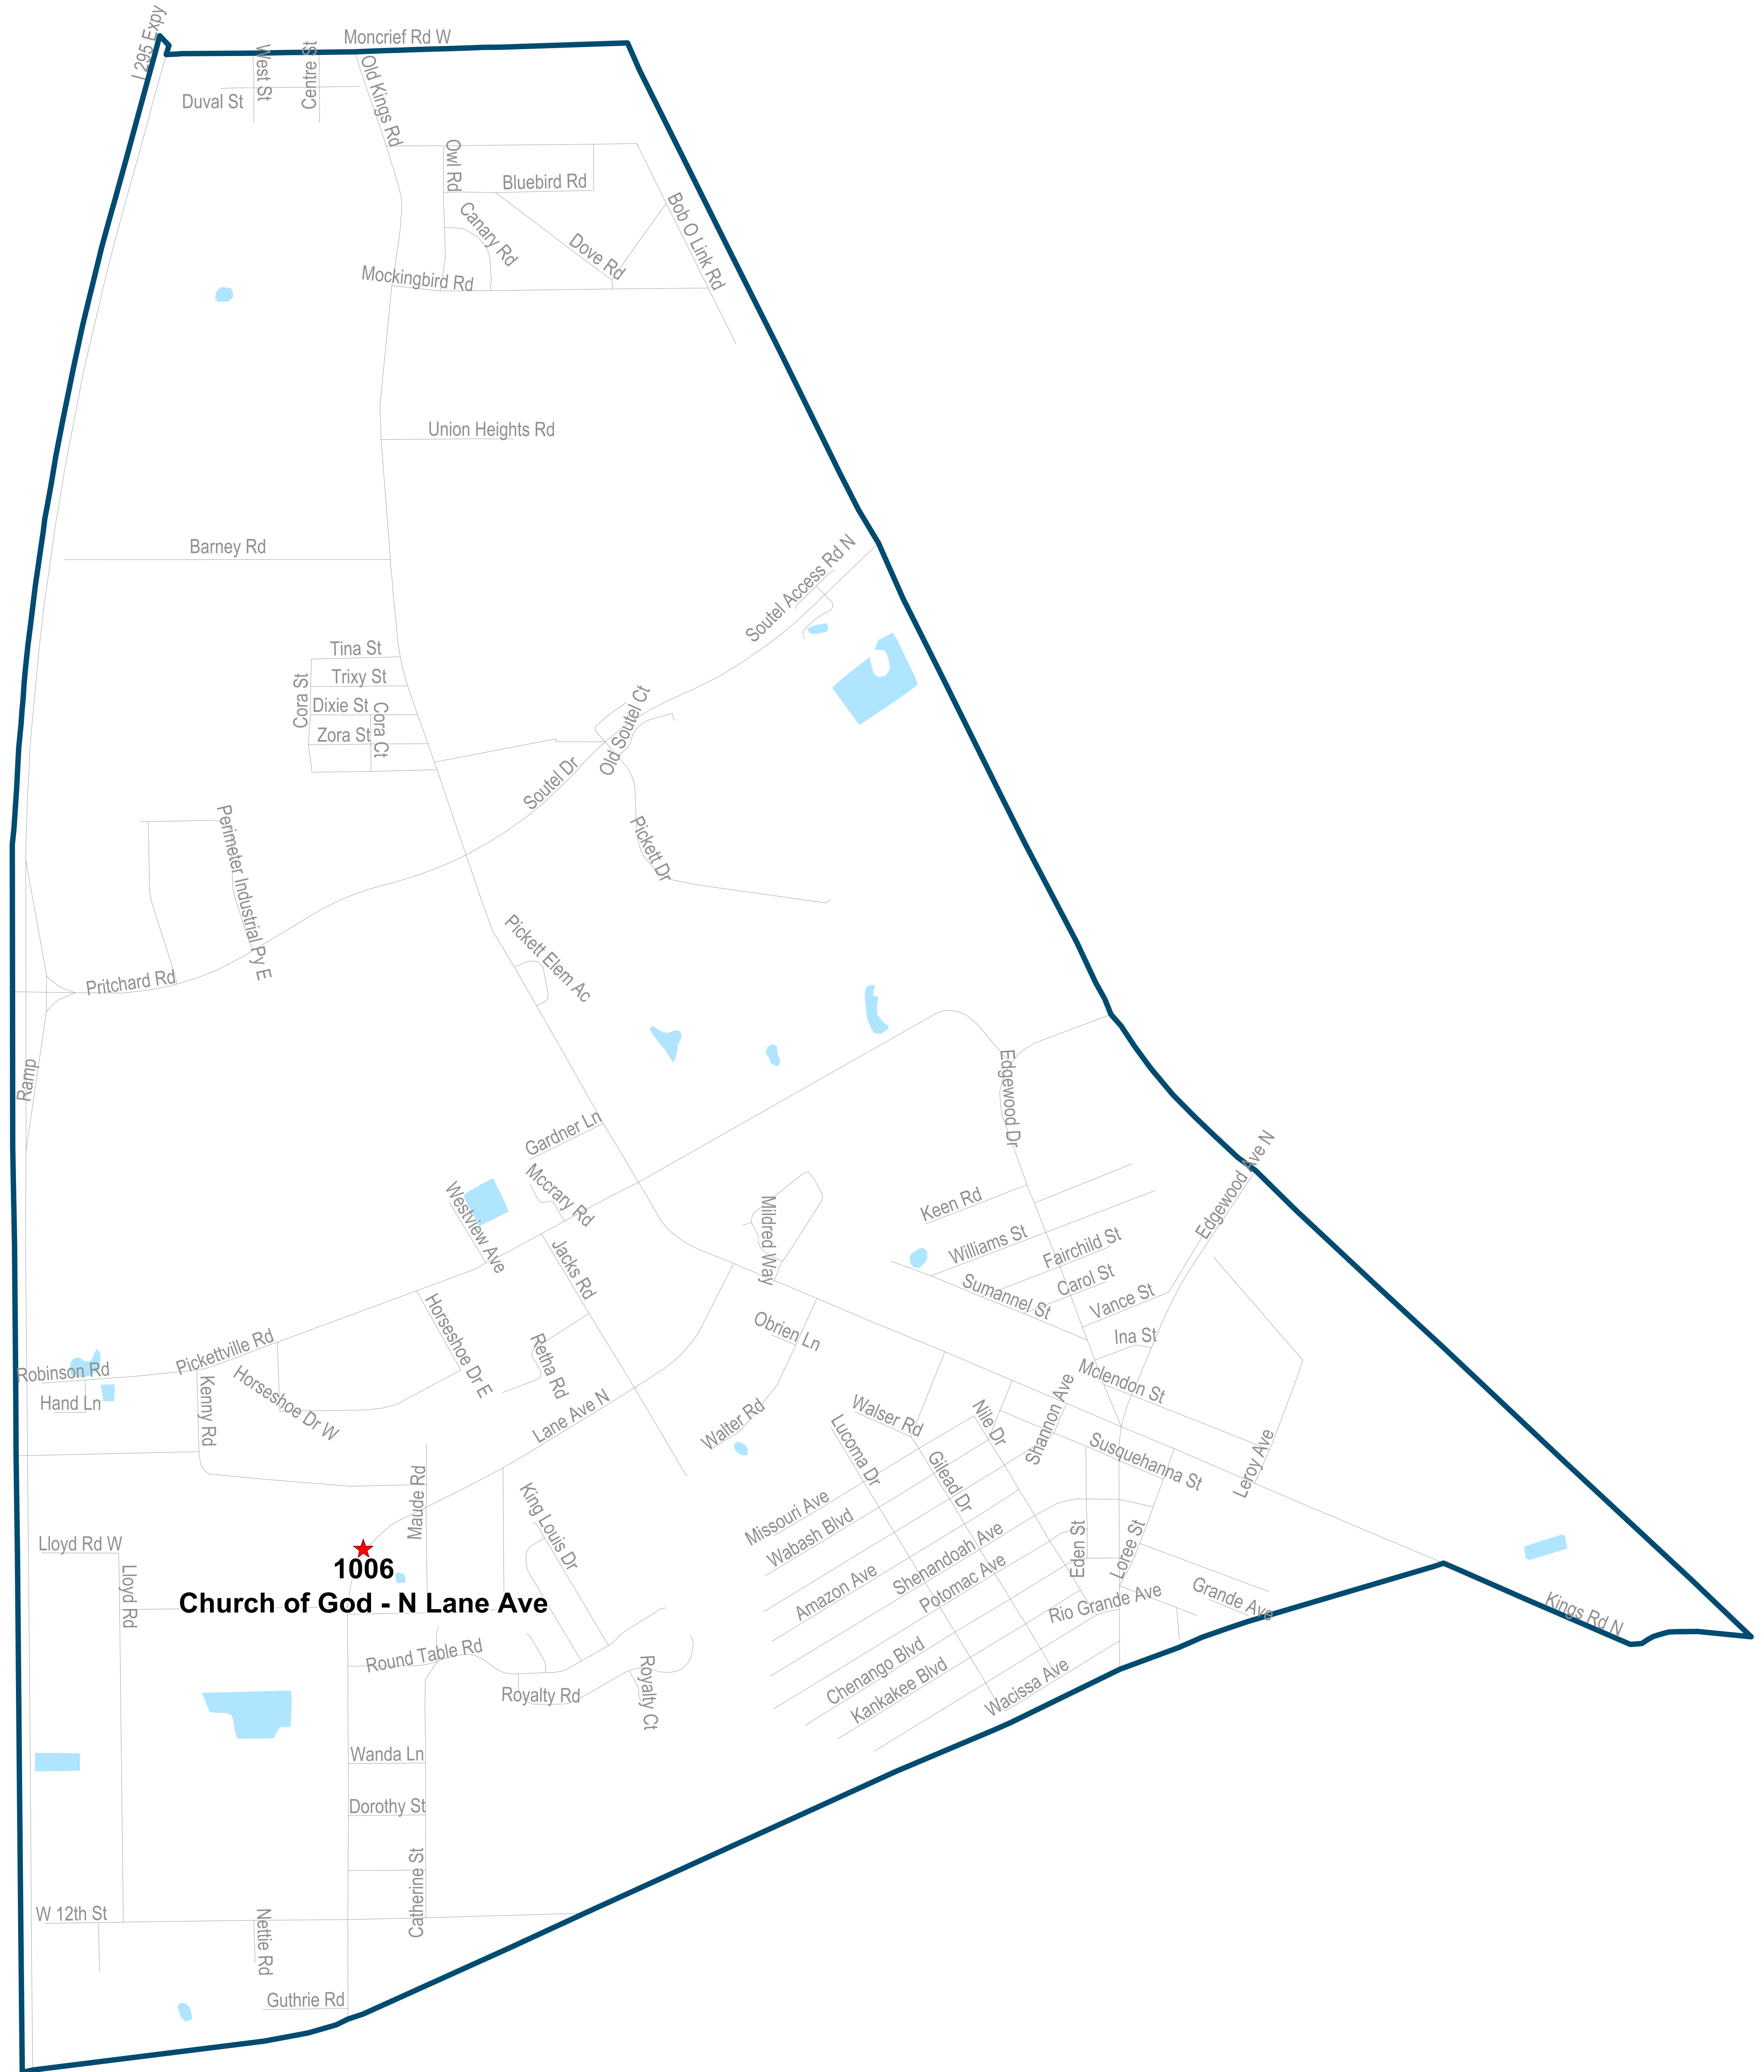 I-295 Expy
Moncrief Rd W
West St
Centre St
Duval St
Old Kings Rd
Owl Rd
Bluebird Rd
Canary Rd
Dove Rd
Bob O Link Rd
Mockingbird Rd
Union Heights Rd
Barney Rd
Soutel Access Rd N
Tina St
Trixy St
Cora St
Dixie St
Cora Ct
Zora St
Old Soutel Ct
Soutel Dr
Perimeter Industrial Py E
Pickett Dr
Pickett Elem Ac
Pritchard Rd
Ramp
Edgewood Dr
Gardner Ln
Mccrary Rd
Westview Ave
Edgewood Ave N
Keen Rd
Mildred Way
Williams St
Fairchild St
Jacks Rd
Carol St
Sumannel St
Vance St
Horseshoe Dr E
Obrien Ln
Ina St
Pickettville Rd
Retha Rd
Robinson Rd
Mclendon St
Horseshoe Dr W
Hand Ln
Kenny Rd
Lane Ave N
Walter Rd
Walser Rd
Nile Dr
Shannon Ave
Lucoma Dr
Susquehanna St
Leroy Ave
Gilead Dr
Maude Rd
King Louis Dr
Missouri Ave
Wabash Blvd
Lloyd Rd W
Shenandoah Ave
Eden St
Loree St
1006
Church of God - N Lane Ave
Lloyd Rd
Amazon Ave
Potomac Ave
Rio Grande Ave
Grande Ave
Kings Rd N
Round Table Rd
Royalty Rd
Royalty Ct
Chenango Blvd
Kankakee Blvd
Wacissa Ave
Wanda Ln
Dorothy St
Catherine St
W 12th St
Nettie Rd
Guthrie Rd